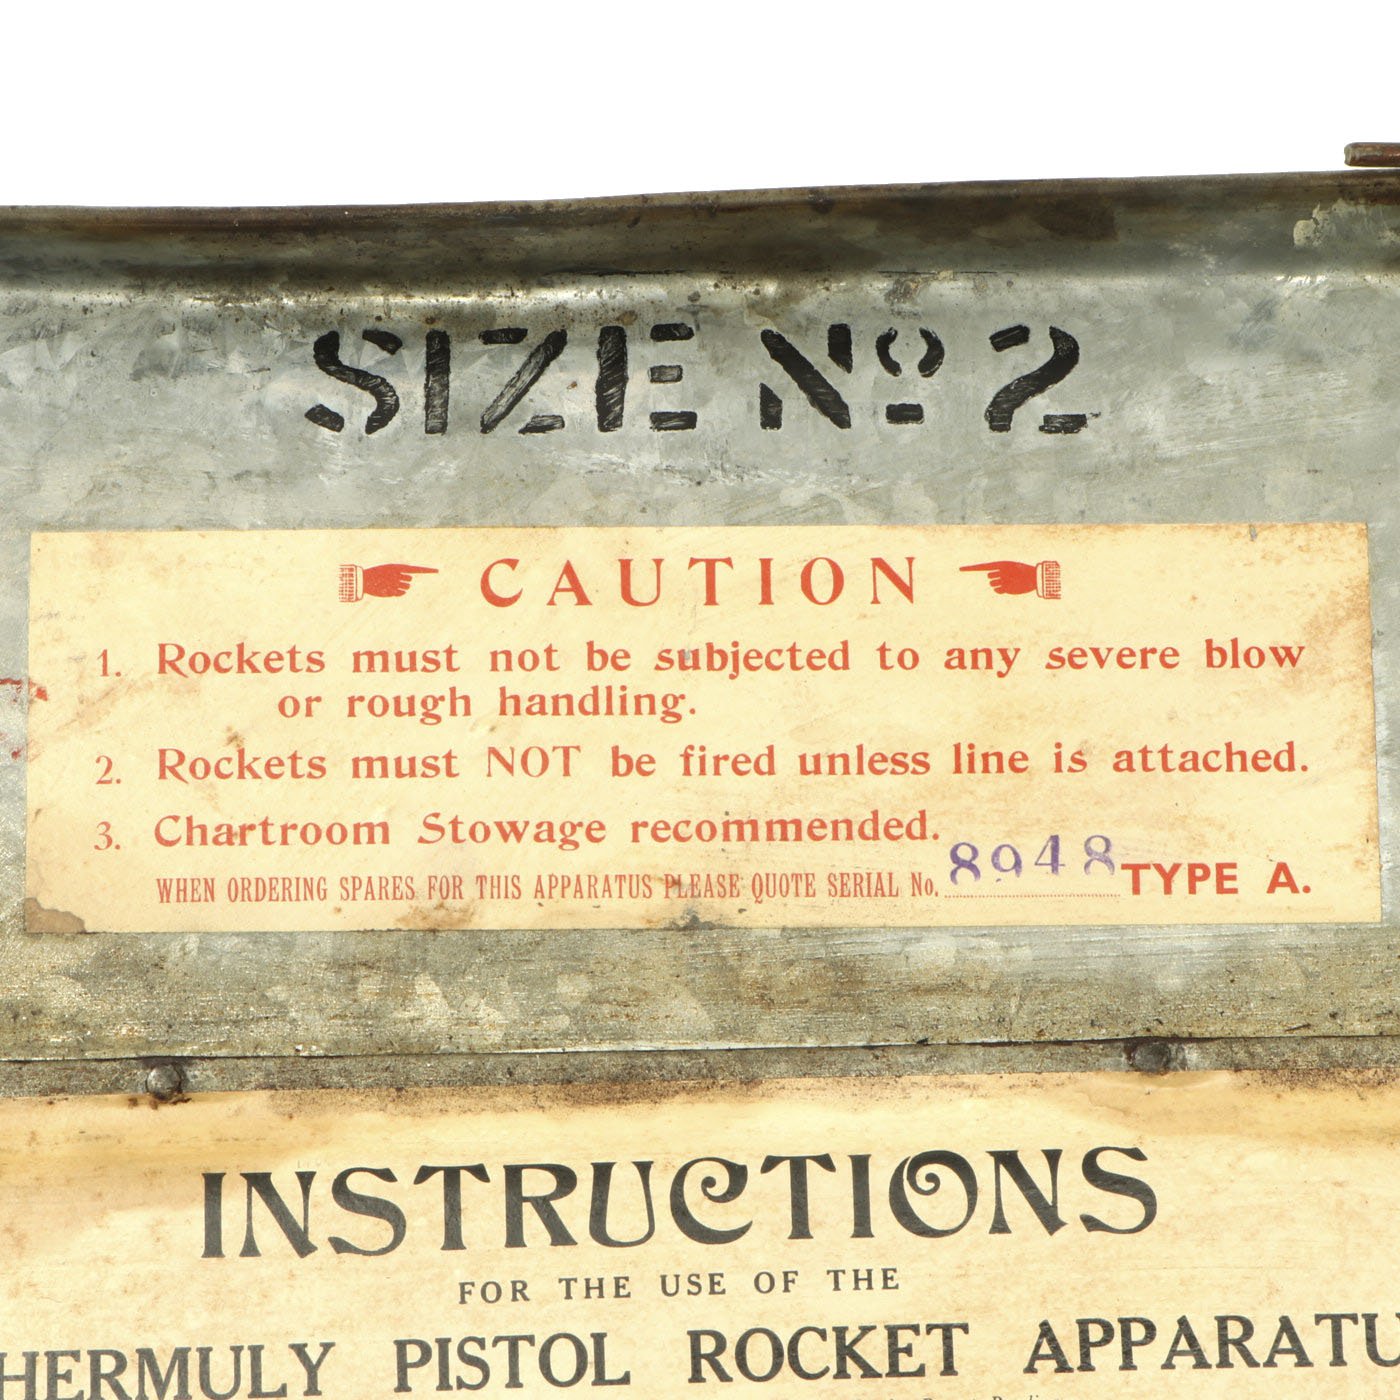 SIZE No 2
CAUTION
1. Rockets must not be subjected to any severe blow
or rough handling.
2. Rockets must NOT be fired unless line is attached.
3. Chartroom Stowage recommended.
WHEN ORDERING SPARES FOR THIS APPARATUS PLEASE QUOTE SERIAL No. 8948 TYPE A.
INSTRUCTIONS
FOR THE USE OF THE
HERMULY PISTOL ROCKET APPARATU